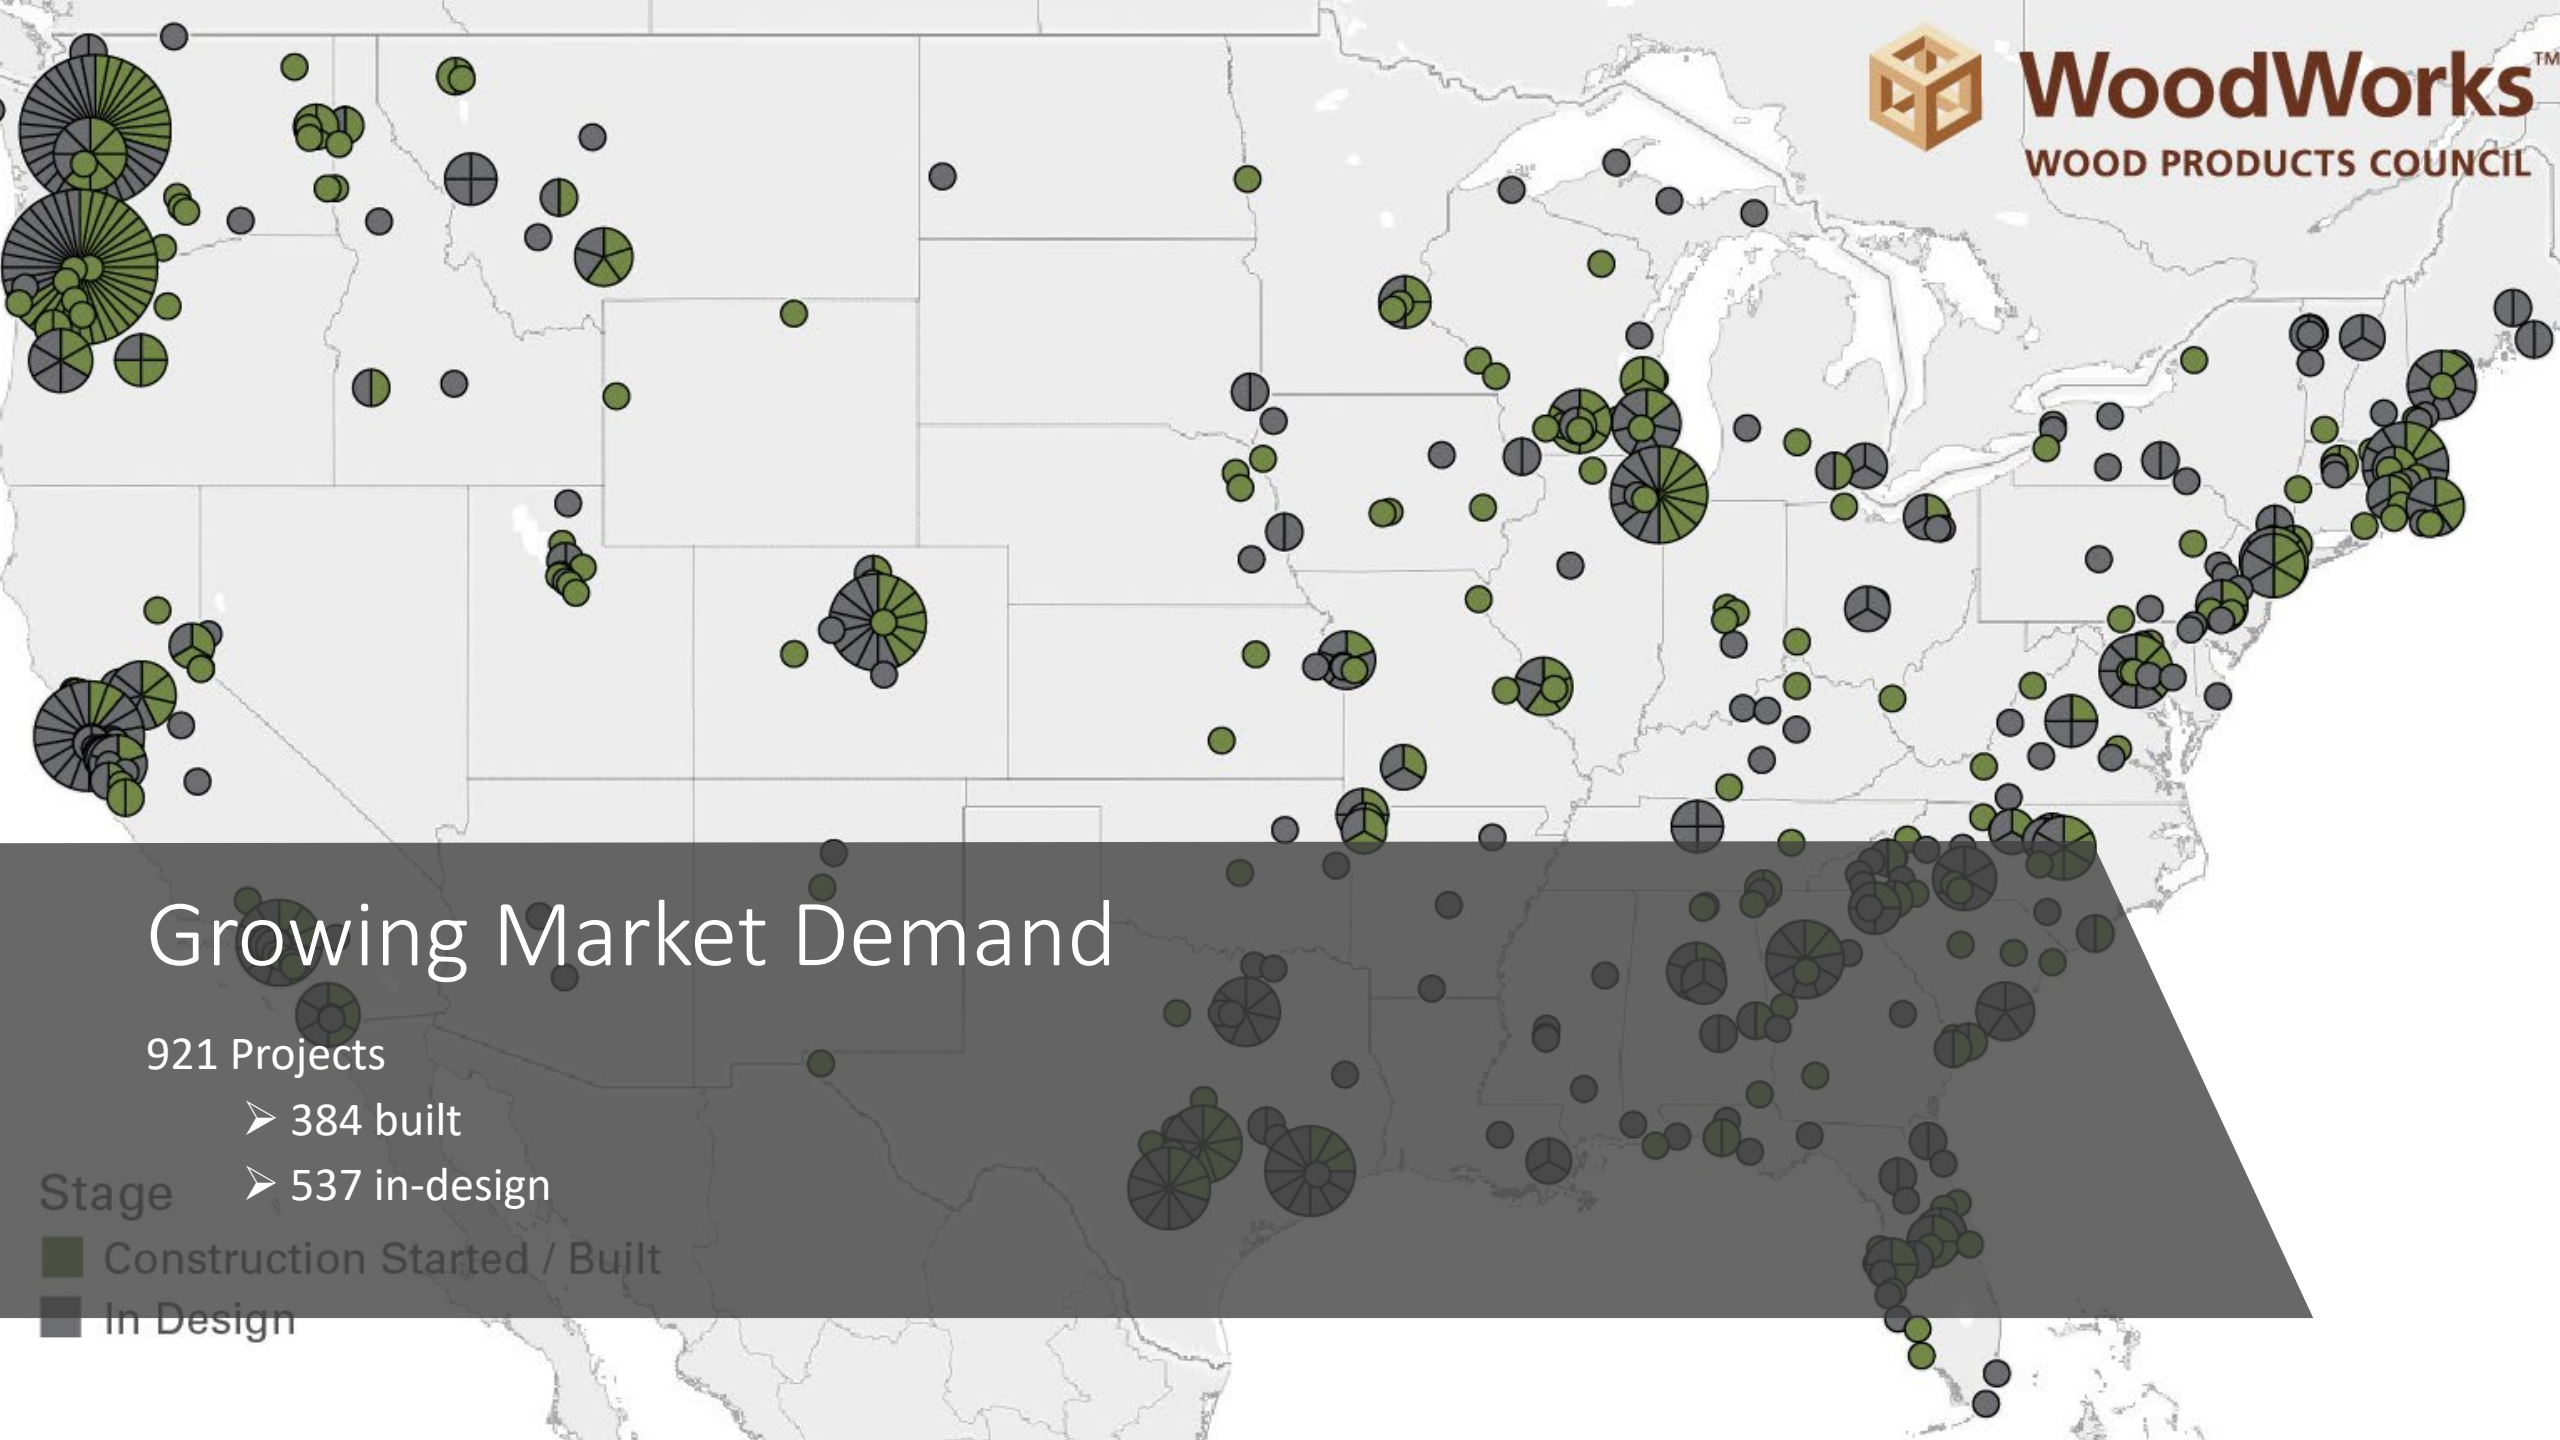 WoodWorks™
WOOD PRODUCTS COUNCIL
Growing Market Demand
921 Projects
➢ 384 built
➢ 537 in-design
Stage
Construction Started / Built
In Design